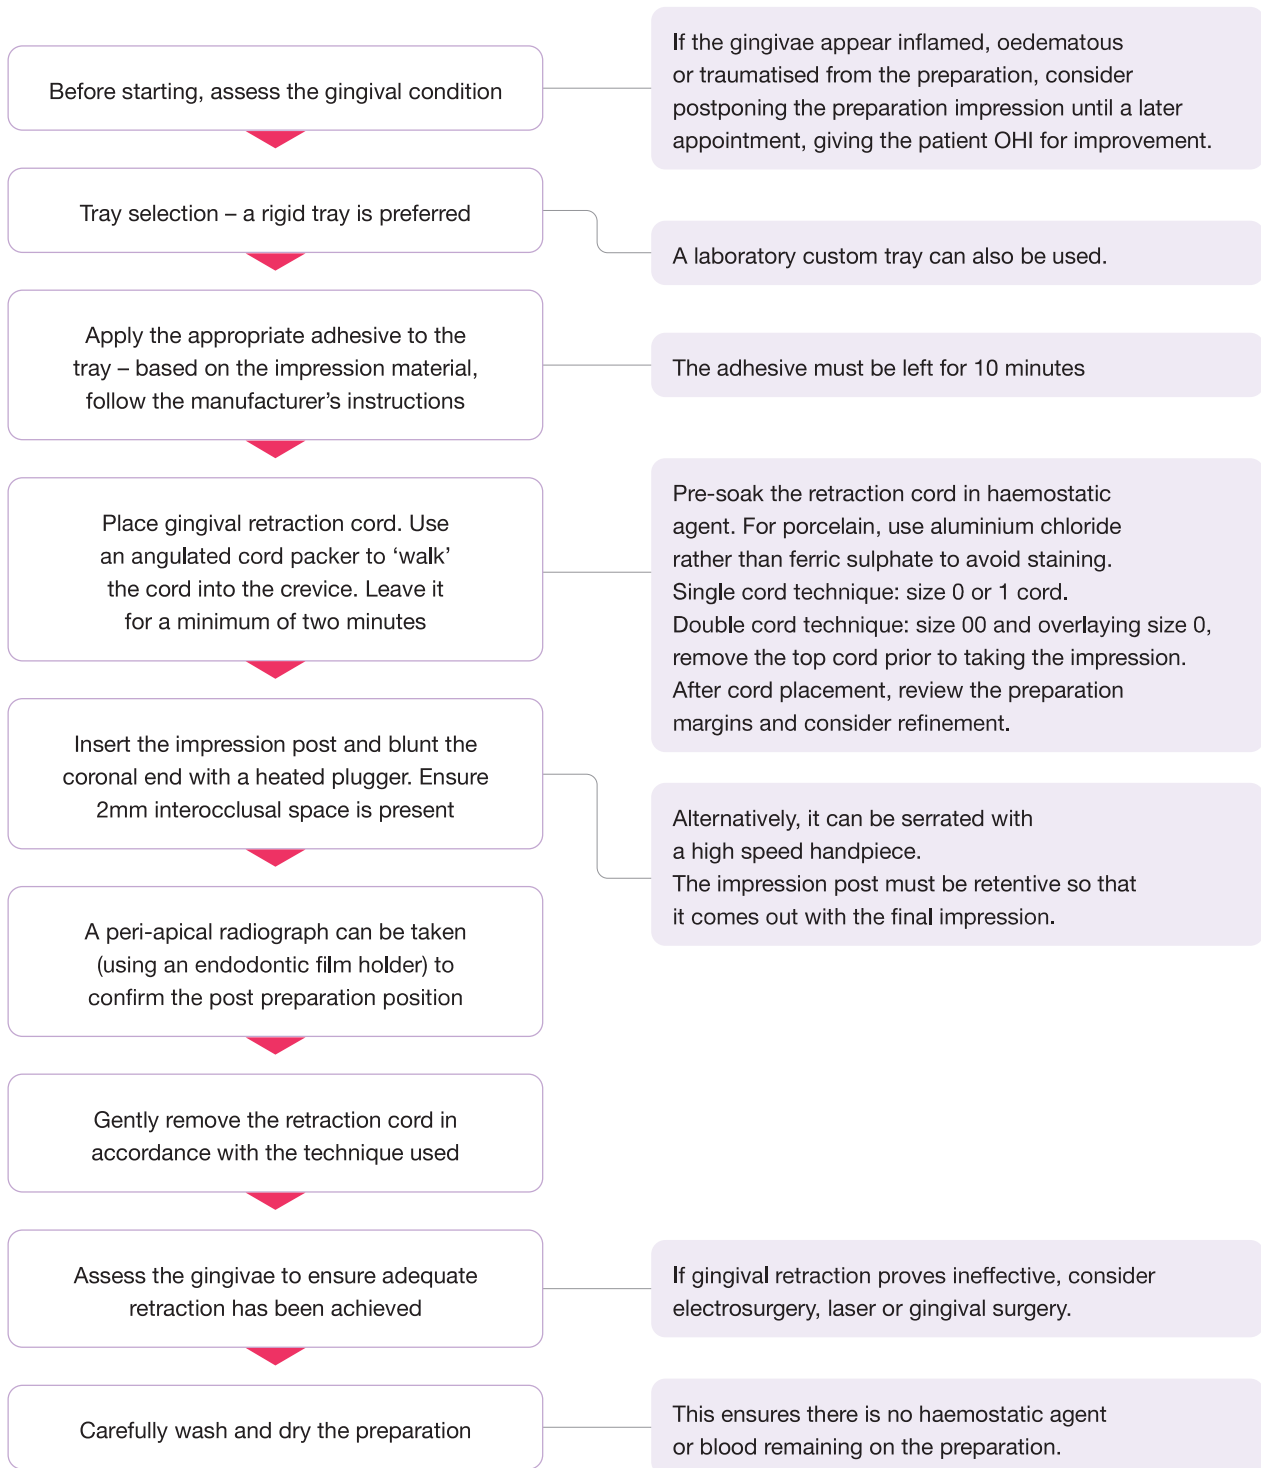 Before starting, assess the gingival condition
If the gingivae appear inflamed, oedematous
or traumatised from the preparation, consider
postponing the preparation impression until a later
appointment, giving the patient OHI for improvement.
Tray selection – a rigid tray is preferred
A laboratory custom tray can also be used.
Apply the appropriate adhesive to the
tray – based on the impression material,
follow the manufacturer's instructions
The adhesive must be left for 10 minutes
Place gingival retraction cord. Use
an angulated cord packer to ‘walk’
the cord into the crevice. Leave it
for a minimum of two minutes
Pre-soak the retraction cord in haemostatic
agent. For porcelain, use aluminium chloride
rather than ferric sulphate to avoid staining.
Single cord technique: size 0 or 1 cord.
Double cord technique: size 00 and overlaying size 0,
remove the top cord prior to taking the impression.
After cord placement, review the preparation
margins and consider refinement.
Insert the impression post and blunt the
coronal end with a heated plugger. Ensure
2mm interocclusal space is present
Alternatively, it can be serrated with
a high speed handpiece.
The impression post must be retentive so that
it comes out with the final impression.
A peri-apical radiograph can be taken
(using an endodontic film holder) to
confirm the post preparation position
Gently remove the retraction cord in
accordance with the technique used
Assess the gingivae to ensure adequate
retraction has been achieved
If gingival retraction proves ineffective, consider
electrosurgery, laser or gingival surgery.
Carefully wash and dry the preparation
This ensures there is no haemostatic agent
or blood remaining on the preparation.